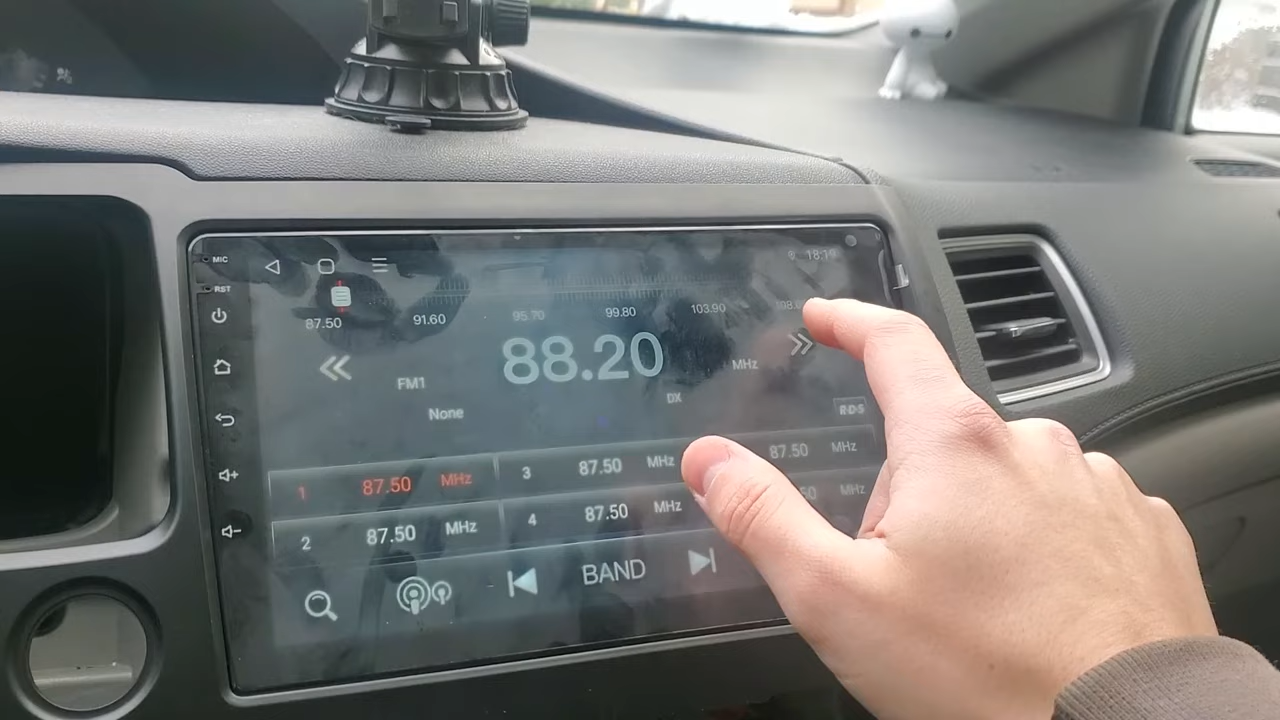 MIC
18:19
RST
87.50 91.60 95.70 99.80 103.90
88.20 MHz
FM1
DX
None
RDS
1 87.50 MHz 3 87.50 MHz 87.50 MHz
2 87.50 MHz 4 87.50 MHz MHz
BAND